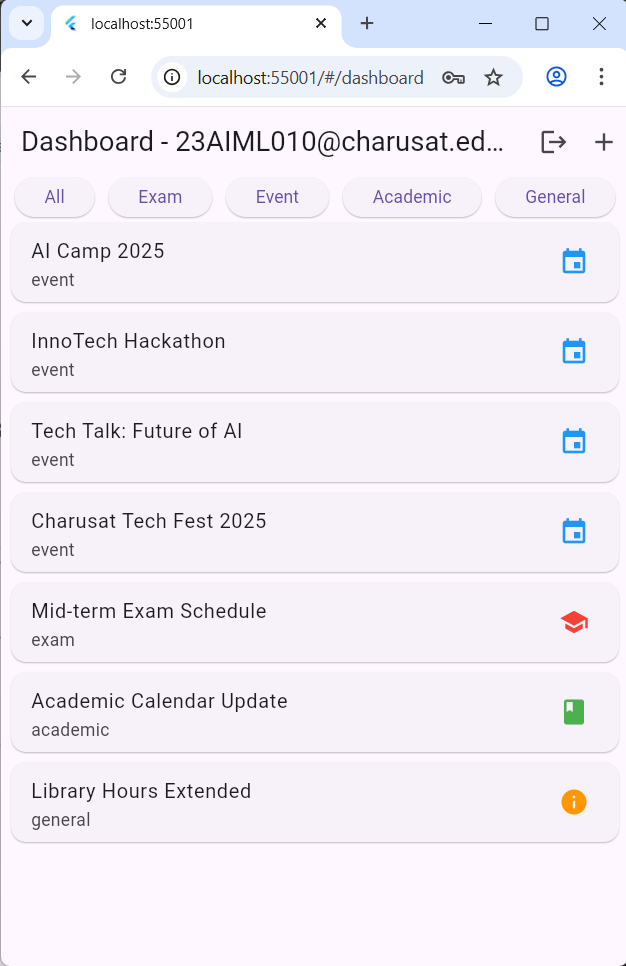 localhost:55001
localhost:55001/#/dashboard
Dashboard - 23AIML010@charusat.ed...
All Exam Event Academic General
AI Camp 2025
event
InnoTech Hackathon
event
Tech Talk: Future of AI
event
Charusat Tech Fest 2025
event
Mid-term Exam Schedule
exam
Academic Calendar Update
academic
Library Hours Extended
general